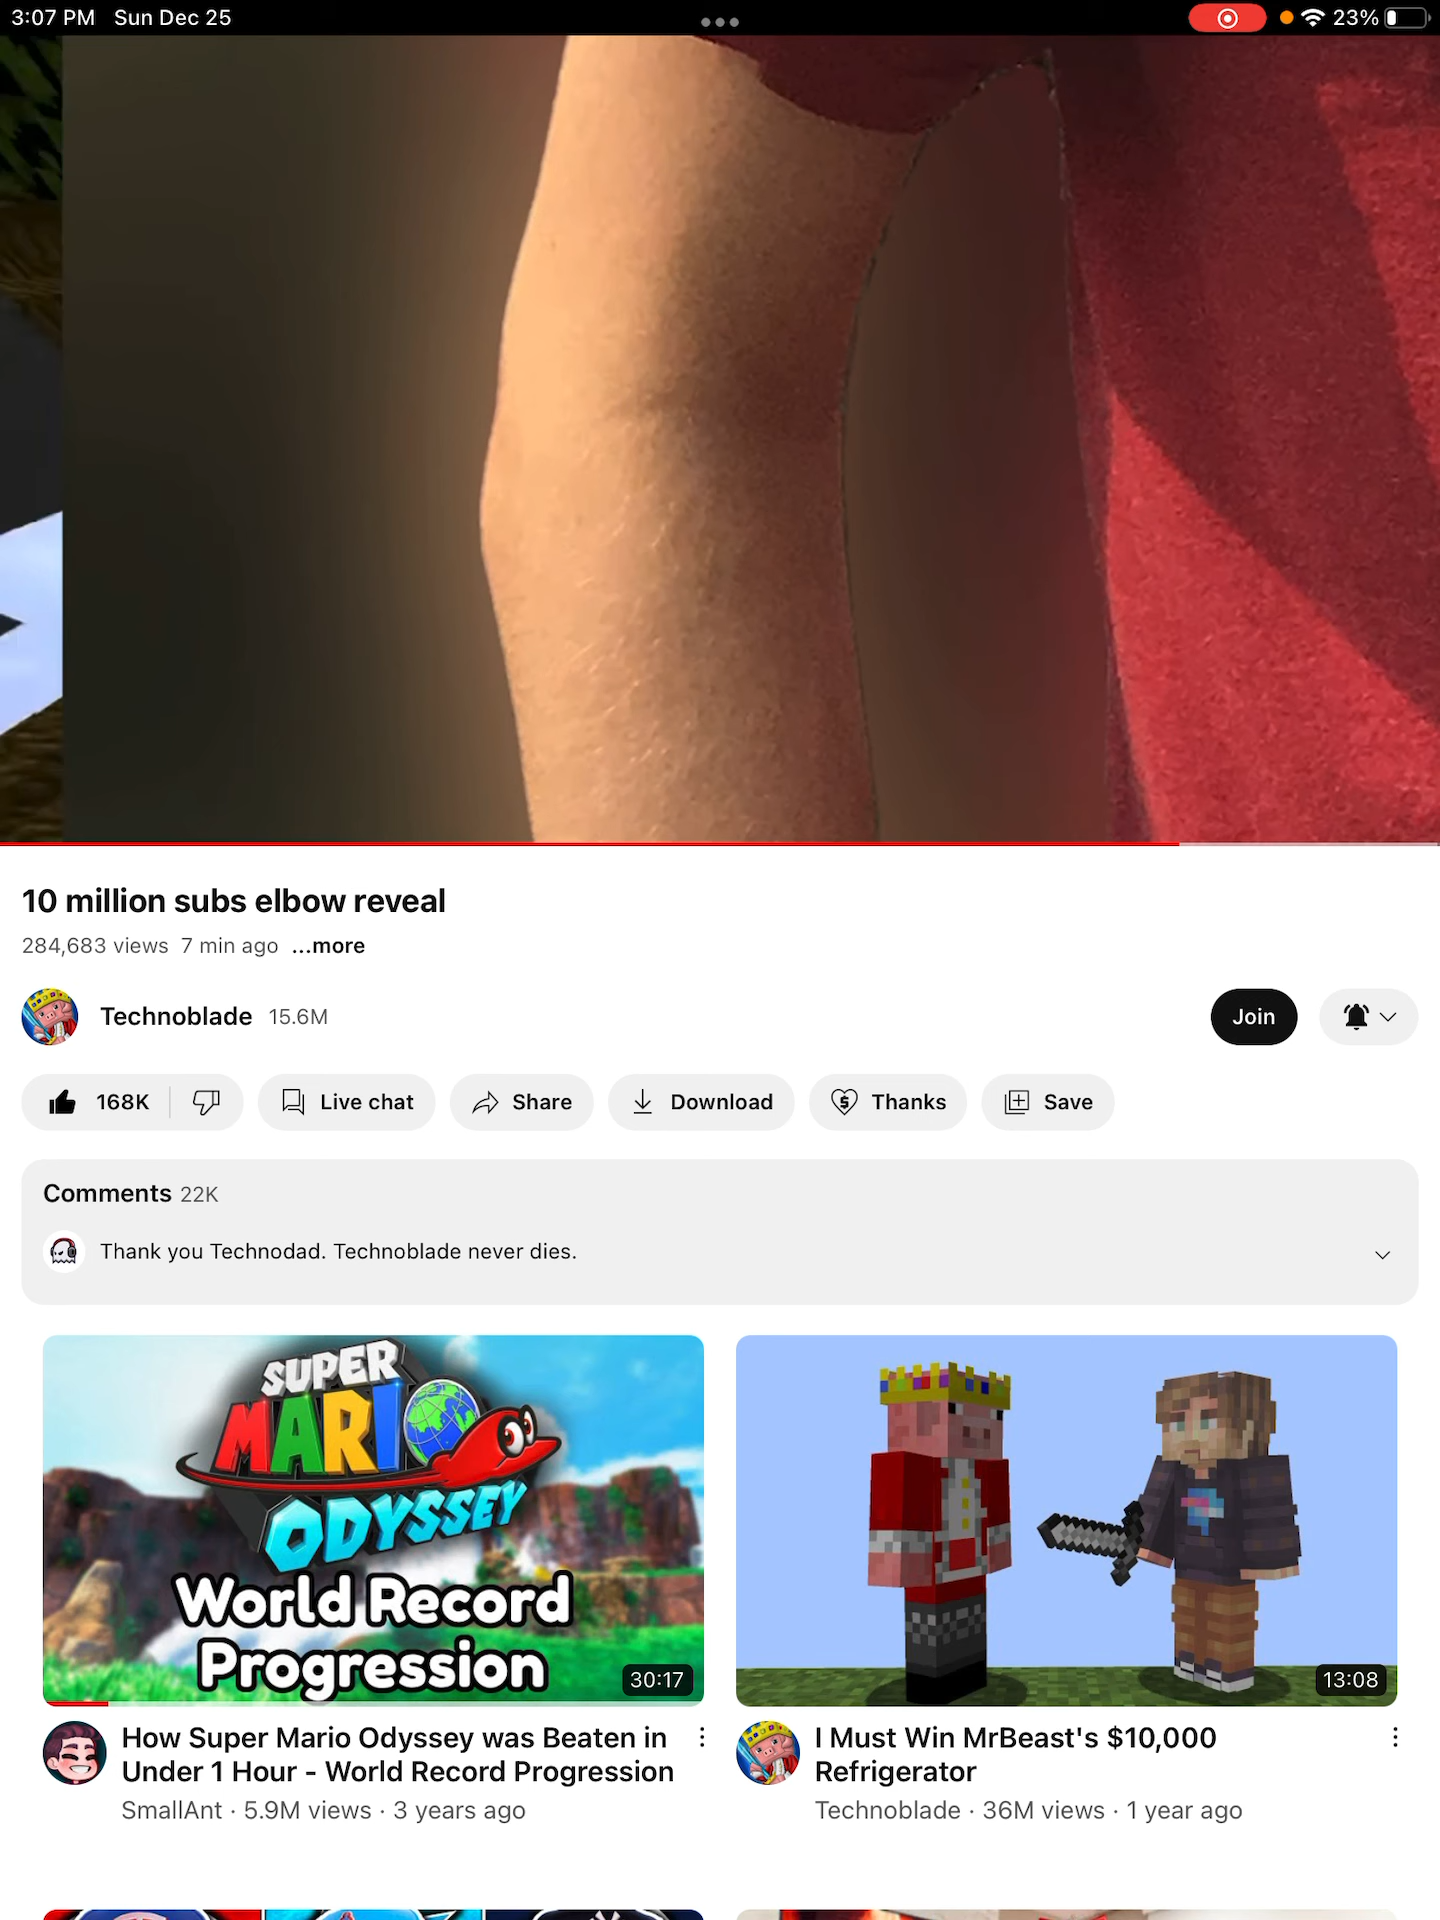 3:07 PM Sun Dec 25
23%
10 million subs elbow reveal
284,683 views 7 min ago ...more
Technoblade 15.6M
Join
168K
Live chat
Share
Download
Thanks
Save
Comments 22K
Thank you Technodad. Technoblade never dies.
SUPER
MARIO
ODYSSEY
World Record
Progression
30:17
How Super Mario Odyssey was Beaten in
Under 1 Hour - World Record Progression
SmallAnt · 5.9M views · 3 years ago
13:08
I Must Win MrBeast's $10,000
Refrigerator
Technoblade · 36M views · 1 year ago